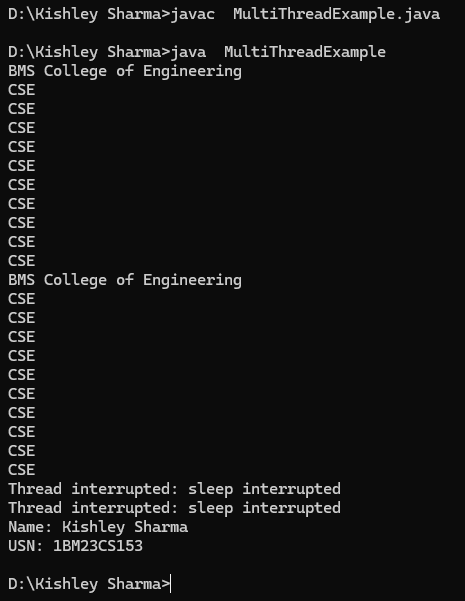 D:\Kishley Sharma>javac  MultiThreadExample.java
D:\Kishley Sharma>java  MultiThreadExample
BMS College of Engineering
CSE
CSE
CSE
CSE
CSE
CSE
CSE
CSE
CSE
CSE
BMS College of Engineering
CSE
CSE
CSE
CSE
CSE
CSE
CSE
CSE
CSE
CSE
Thread interrupted: sleep interrupted
Thread interrupted: sleep interrupted
Name: Kishley Sharma
USN: 1BM23CS153
D:\Kishley Sharma>